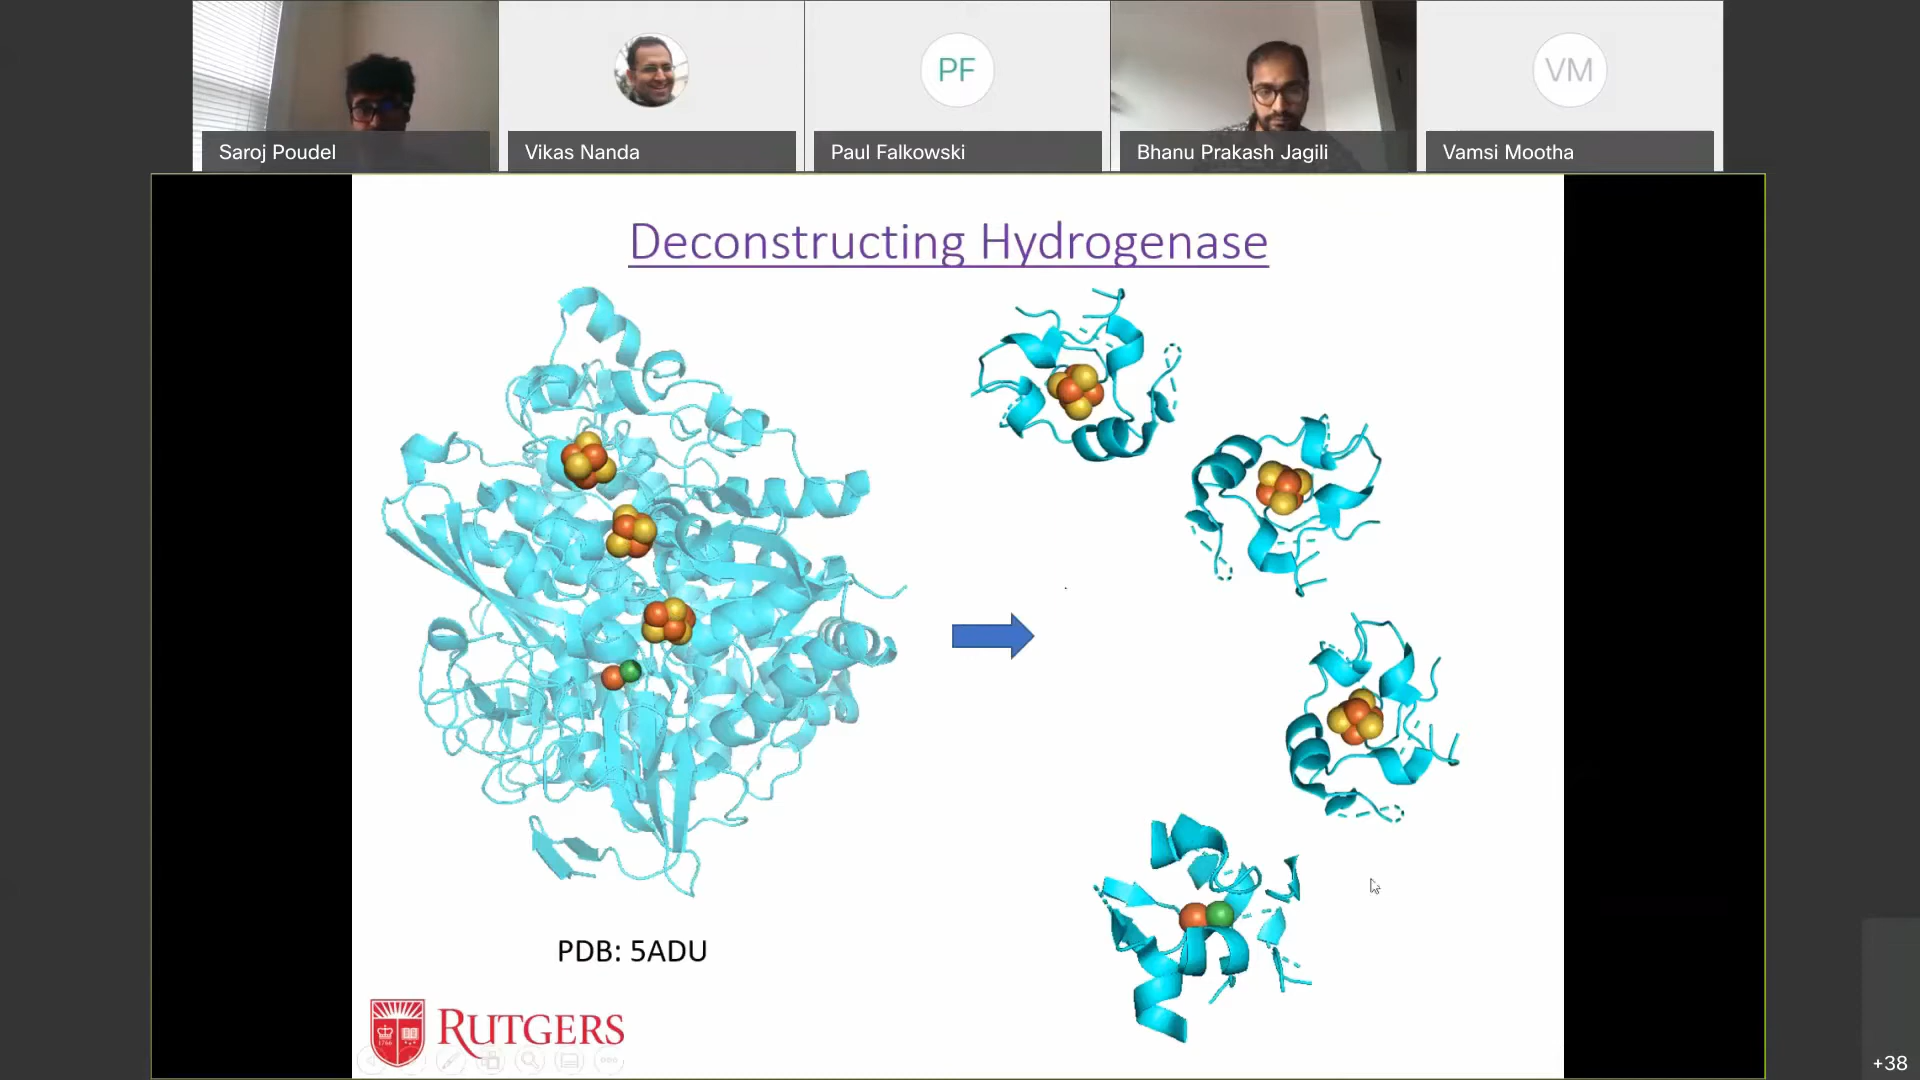 PF
VM
Saroj Poudel
Vikas Nanda
Paul Falkowski
Bhanu Prakash Jagili
Vamsi Mootha
Deconstructing Hydrogenase
PDB: 5ADU
1766
RUTGERS
+38